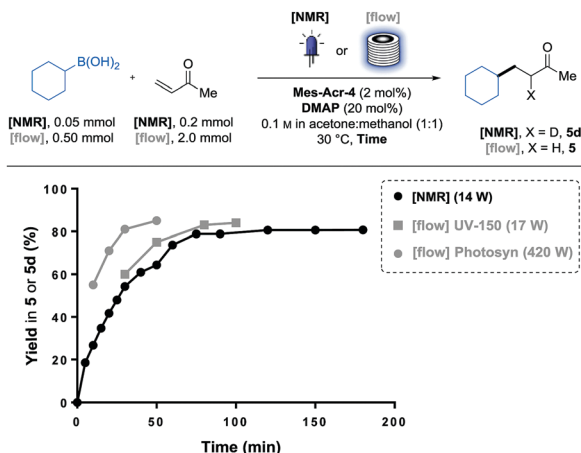 [NMR] [flow]
or
B(OH)2
+
O
Me
O
Me
X
Mes-Acr-4 (2 mol%)
DMAP (20 mol%)
0.1 M in acetone:methanol (1:1)
30 °C, Time
[NMR], 0.05 mmol [NMR], 0.2 mmol [NMR], X = D, 5d
[flow], 0.50 mmol [flow], 2.0 mmol [flow], X = H, 5
[NMR] (14 W)
[flow] UV-150 (17 W)
[flow] Photosyn (420 W)
Yield in 5 or 5d (%)
100
80
60
40
20
0
0 50 100 150 200
Time (min)